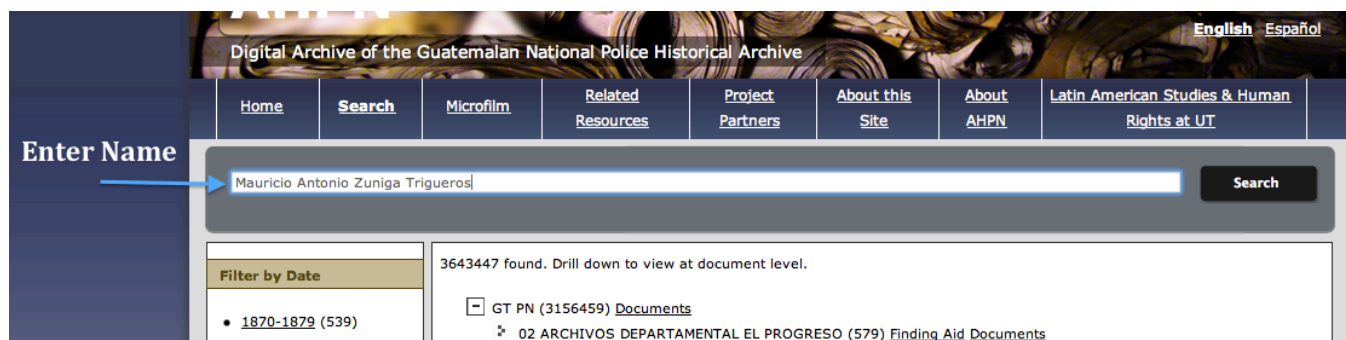 AHPN
English Español
Digital Archive of the Guatemalan National Police Historical Archive
Home Search Microfilm Related Resources Project Partners About this Site About AHPN Latin American Studies & Human Rights at UT
Enter Name
Mauricio Antonio Zuniga Trigueros
Search
Filter by Date
• 1870-1879 (539)
3643447 found. Drill down to view at document level.
GT PN (3156459) Documents
02 ARCHIVOS DEPARTAMENTAL EL PROGRESO (579) Finding Aid Documents